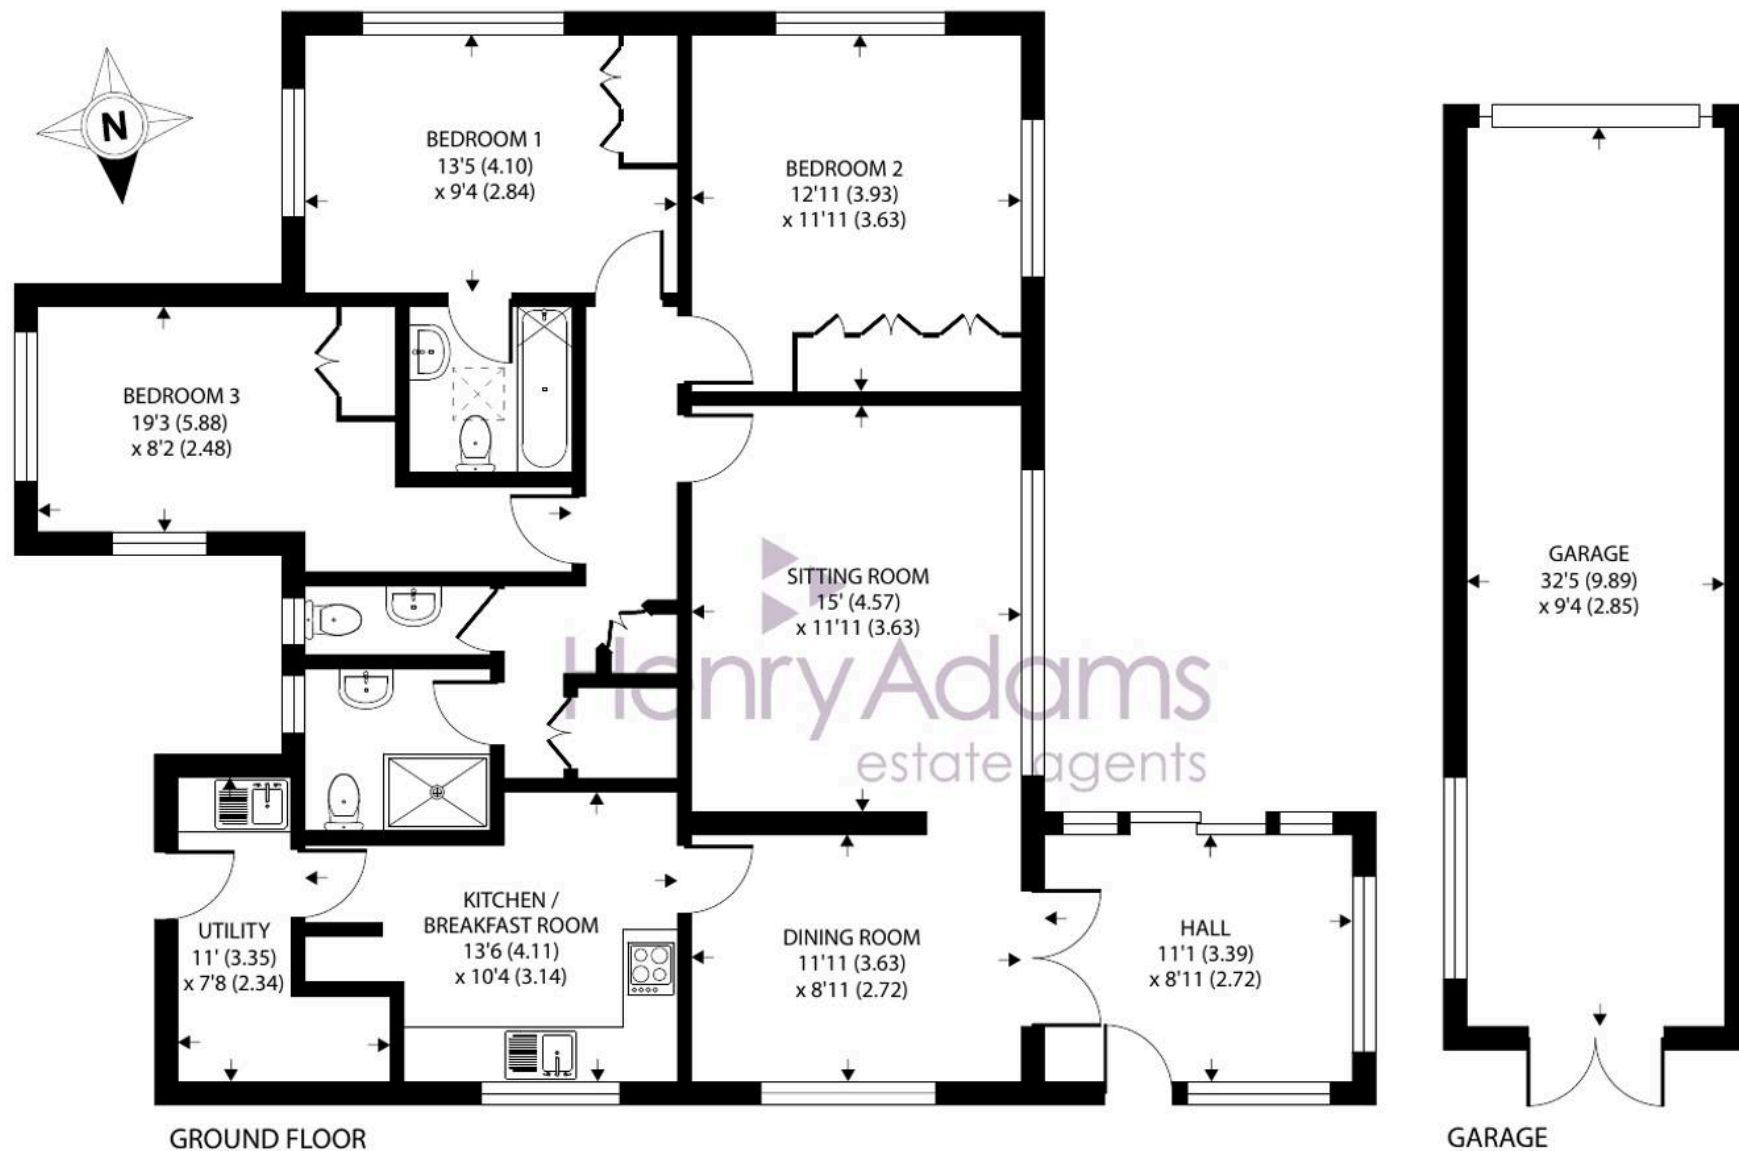 N
BEDROOM 1
13'5 (4.10)
x 9'4 (2.84)
BEDROOM 2
12'11 (3.93)
x 11'11 (3.63)
BEDROOM 3
19'3 (5.88)
x 8'2 (2.48)
SITTING ROOM
15' (4.57)
x 11'11 (3.63)
GARAGE
32'5 (9.89)
x 9'4 (2.85)
Henry Adams
estate agents
UTILITY
11' (3.35)
x 7'8 (2.34)
KITCHEN /
BREAKFAST ROOM
13'6 (4.11)
x 10'4 (3.14)
DINING ROOM
11'11 (3.63)
x 8'11 (2.72)
HALL
11'1 (3.39)
x 8'11 (2.72)
GROUND FLOOR
GARAGE